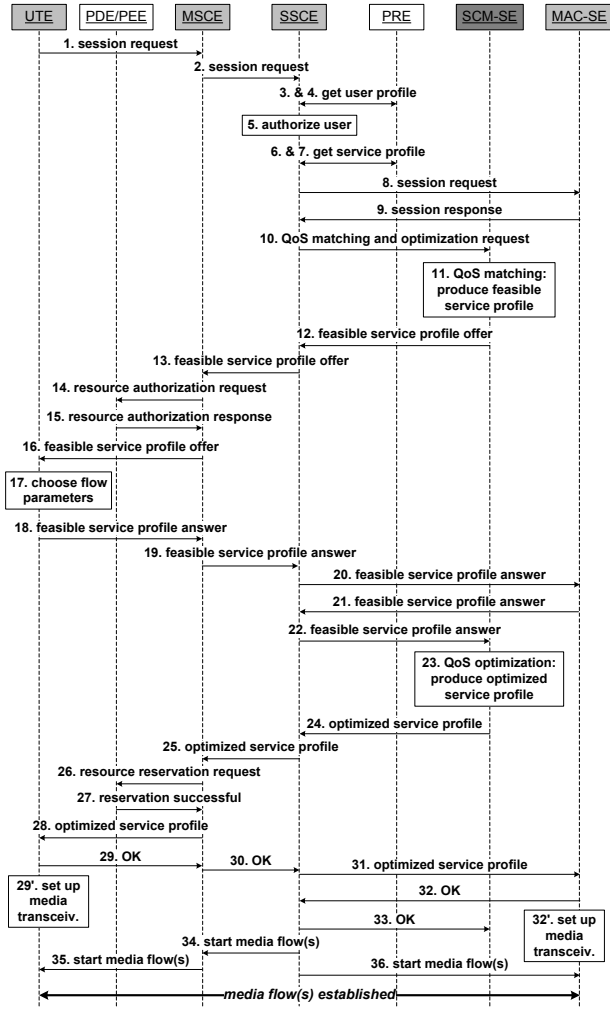 UTE
PDE/PEE
MSCE
SSCE
PRE
SCM-SE
MAC-SE
1. session request
2. session request
3. & 4. get user profile
5. authorize user
6. & 7. get service profile
8. session request
9. session response
10. QoS matching and optimization request
11. QoS matching:
produce feasible
service profile
12. feasible service profile offer
13. feasible service profile offer
14. resource authorization request
15. resource authorization response
16. feasible service profile offer
17. choose flow
parameters
18. feasible service profile answer
19. feasible service profile answer
20. feasible service profile answer
21. feasible service profile answer
22. feasible service profile answer
23. QoS optimization:
produce optimized
service profile
24. optimized service profile
25. optimized service profile
26. resource reservation request
27. reservation successful
28. optimized service profile
29. OK
30. OK
31. optimized service profile
29'. set up
media
transceiv.
32. OK
33. OK
32'. set up
media
transceiv.
34. start media flow(s)
35. start media flow(s)
36. start media flow(s)
media flow(s) established